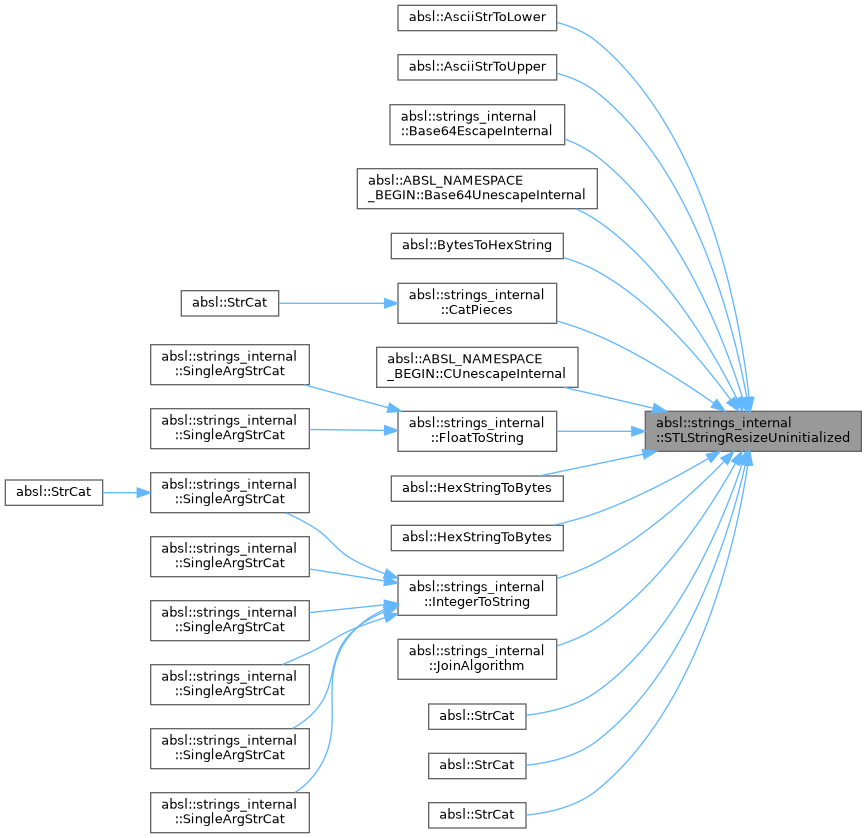 absl::AsciiStrToLower
absl::AsciiStrToUpper
absl::strings_internal
::Base64EscapeInternal
absl::ABSL_NAMESPACE
_BEGIN::Base64UnescapeInternal
absl::BytesToHexString
absl::strings_internal
::CatPieces
absl::StrCat
absl::ABSL_NAMESPACE
_BEGIN::CUnescapeInternal
absl::strings_internal
::SingleArgStrCat
absl::strings_internal
::SingleArgStrCat
absl::strings_internal
::FloatToString
absl::strings_internal
::STLStringResizeUninitialized
absl::HexStringToBytes
absl::HexStringToBytes
absl::StrCat
absl::strings_internal
::SingleArgStrCat
absl::strings_internal
::SingleArgStrCat
absl::strings_internal
::SingleArgStrCat
absl::strings_internal
::SingleArgStrCat
absl::strings_internal
::SingleArgStrCat
absl::strings_internal
::SingleArgStrCat
absl::strings_internal
::IntegerToString
absl::strings_internal
::JoinAlgorithm
absl::StrCat
absl::StrCat
absl::StrCat